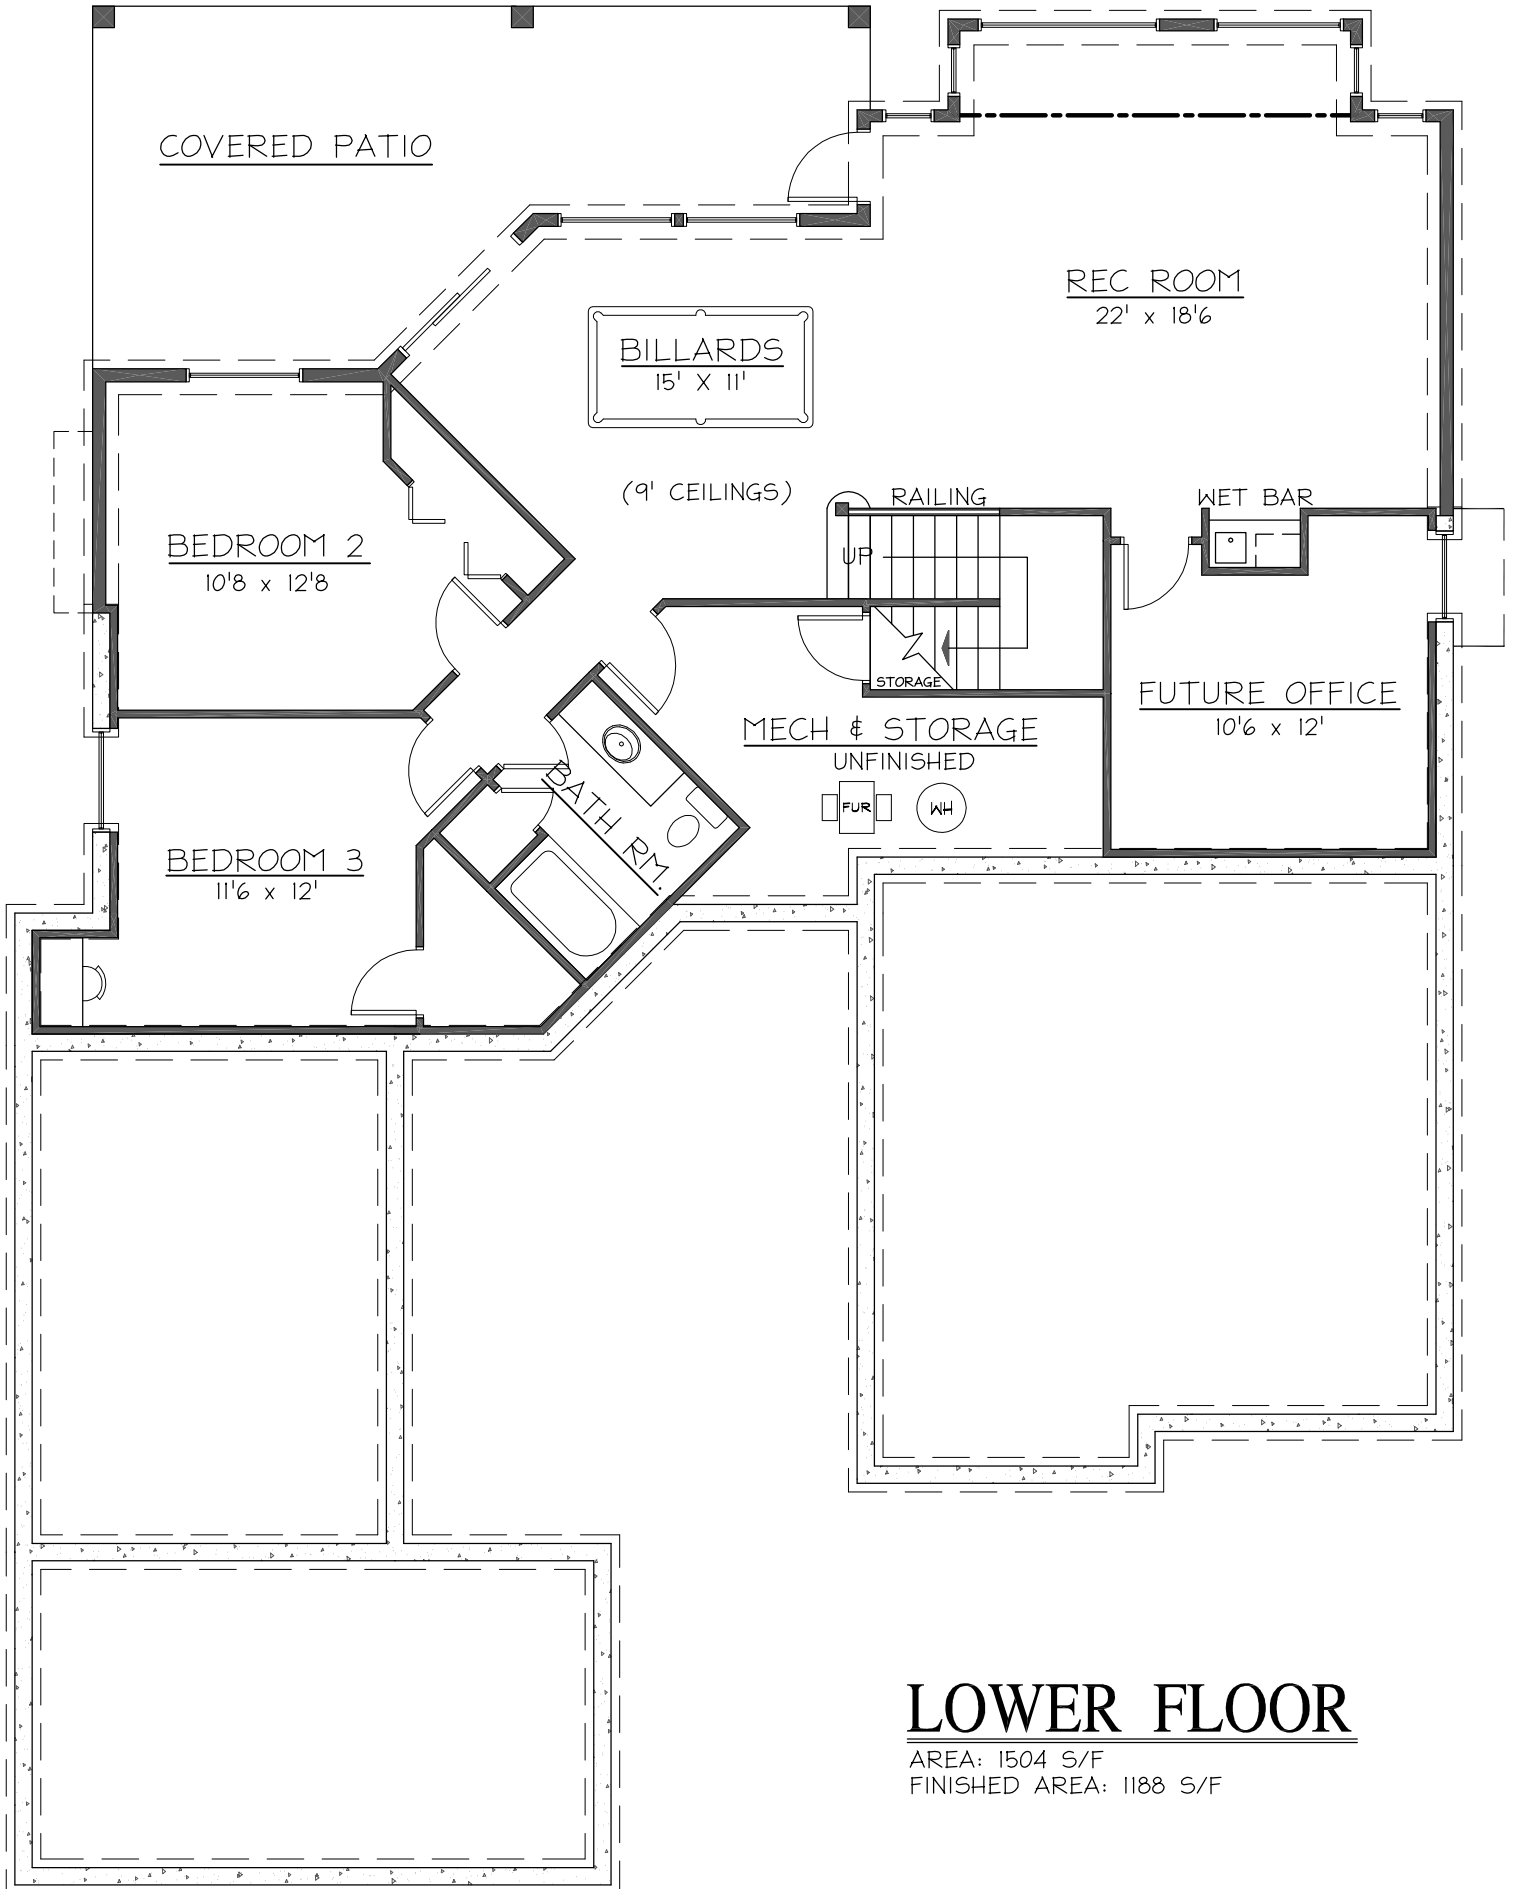 COVERED PATIO
REC ROOM
22' x 18'6
BILLARDS
15' X 11'
(9' CEILINGS)
RAILING
WET BAR
UP
BEDROOM 2
10'8 x 12'8
STORAGE
FUTURE OFFICE
10'6 x 12'
MECH & STORAGE
UNFINISHED
FUR
WH
BATH RM.
BEDROOM 3
11'6 x 12'
LOWER FLOOR
AREA: 1504 S/F
FINISHED AREA: 1188 S/F